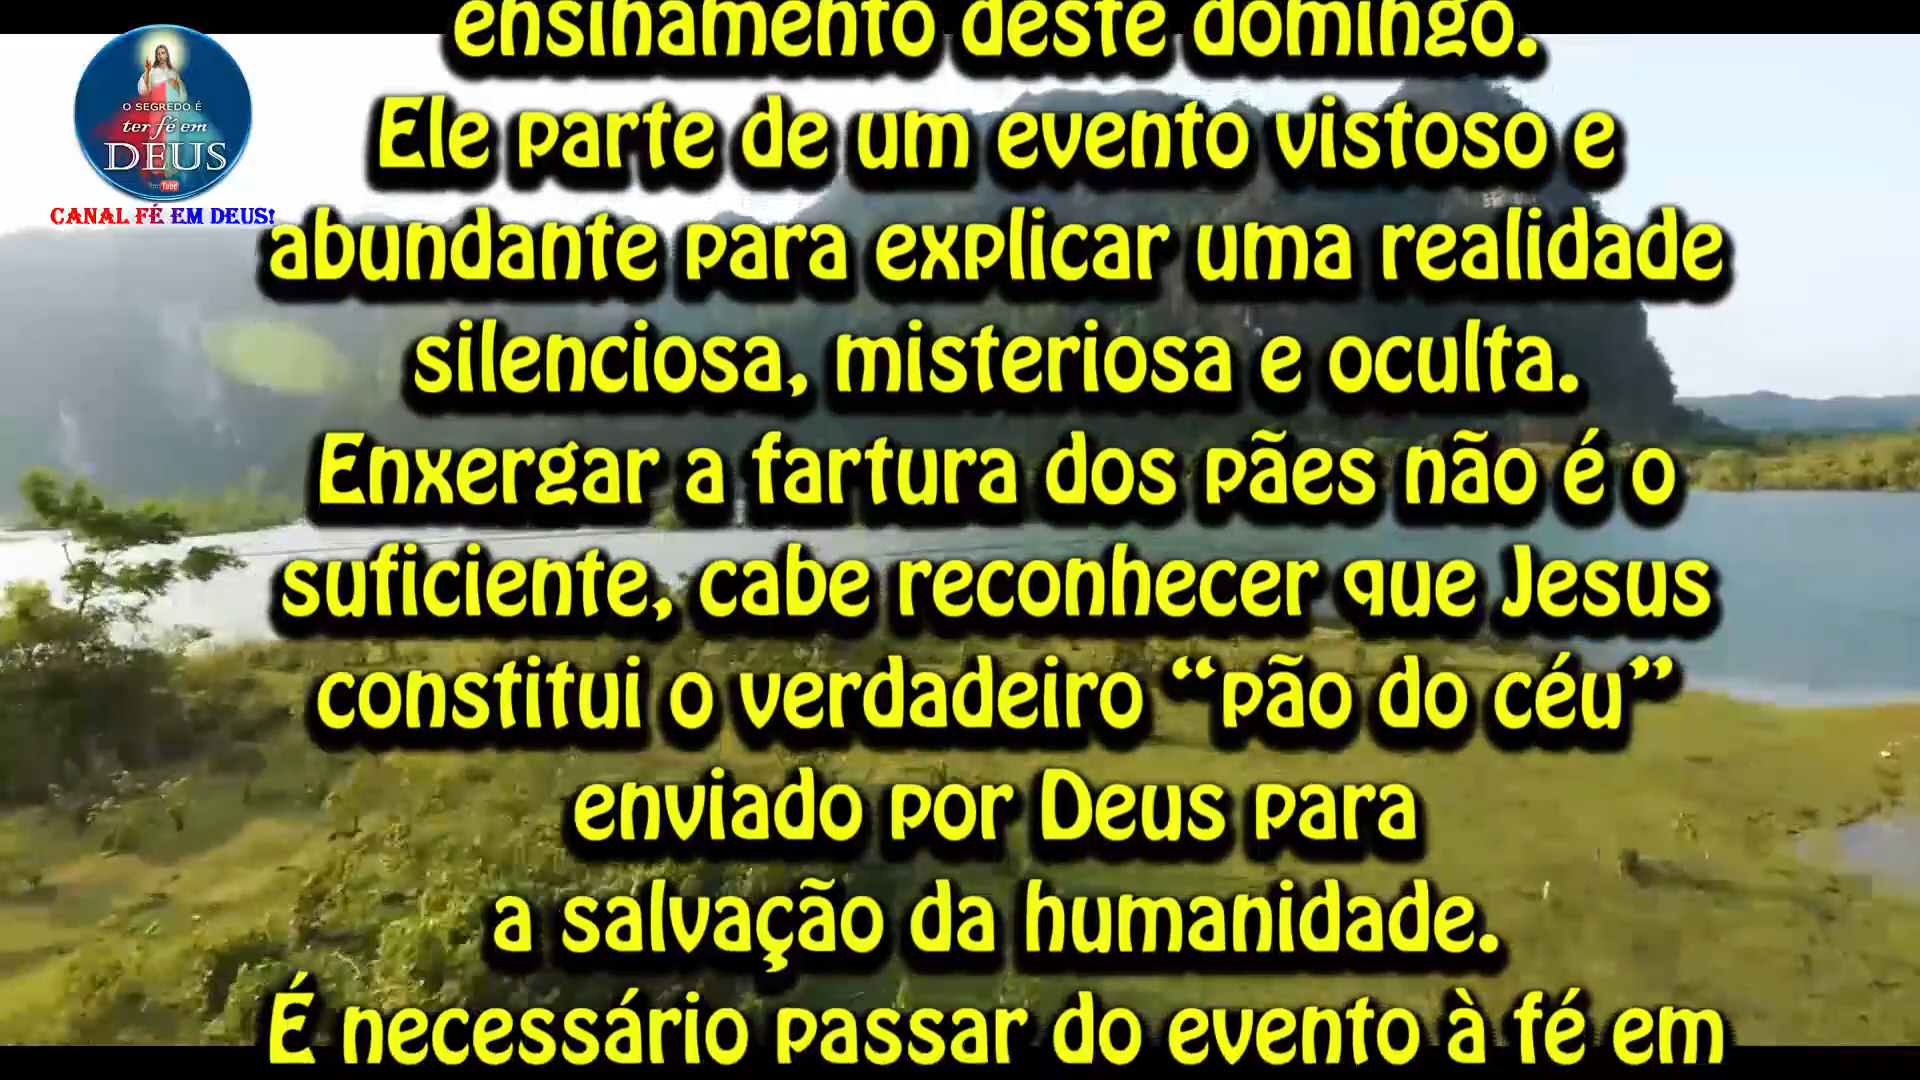 O SEGREDO É
ter fé em
DEUS
YouTube
CANAL FÉ EM DEUS!
ensinamento deste domingo.
Ele parte de um evento vistoso e
abundante para explicar uma realidade
silenciosa, misteriosa e oculta.
Enxergar a fartura dos pães não é o
suficiente, cabe reconhecer que Jesus
constitui o verdadeiro “pão do céu”
enviado por Deus para
a salvação da humanidade.
É necessário passar do evento à fé em